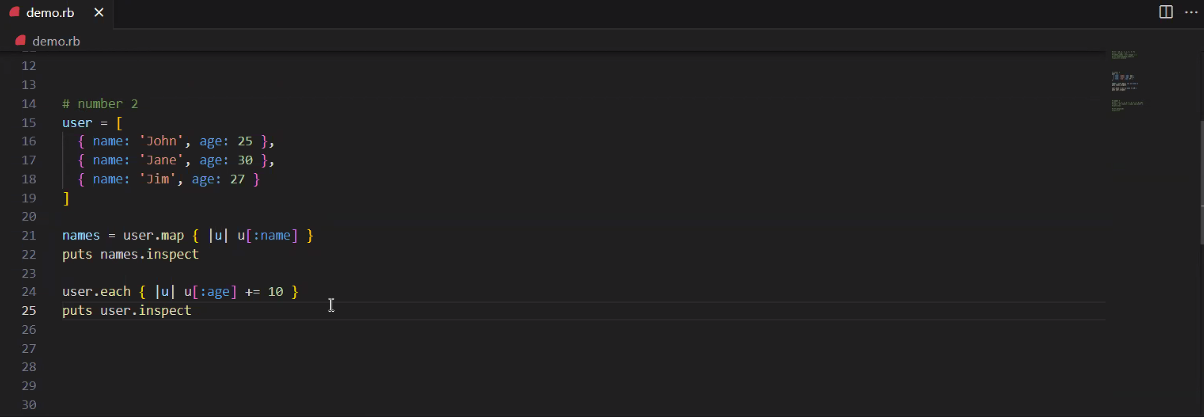 demo.rb
demo.rb
12
13
14 # number 2
15 user = [
16 { name: 'John', age: 25 },
17 { name: 'Jane', age: 30 },
18 { name: 'Jim', age: 27 }
19 ]
20
21 names = user.map { |u| u[:name] }
22 puts names.inspect
23
24 user.each { |u| u[:age] += 10 }
25 puts user.inspect
26
27
28
29
30